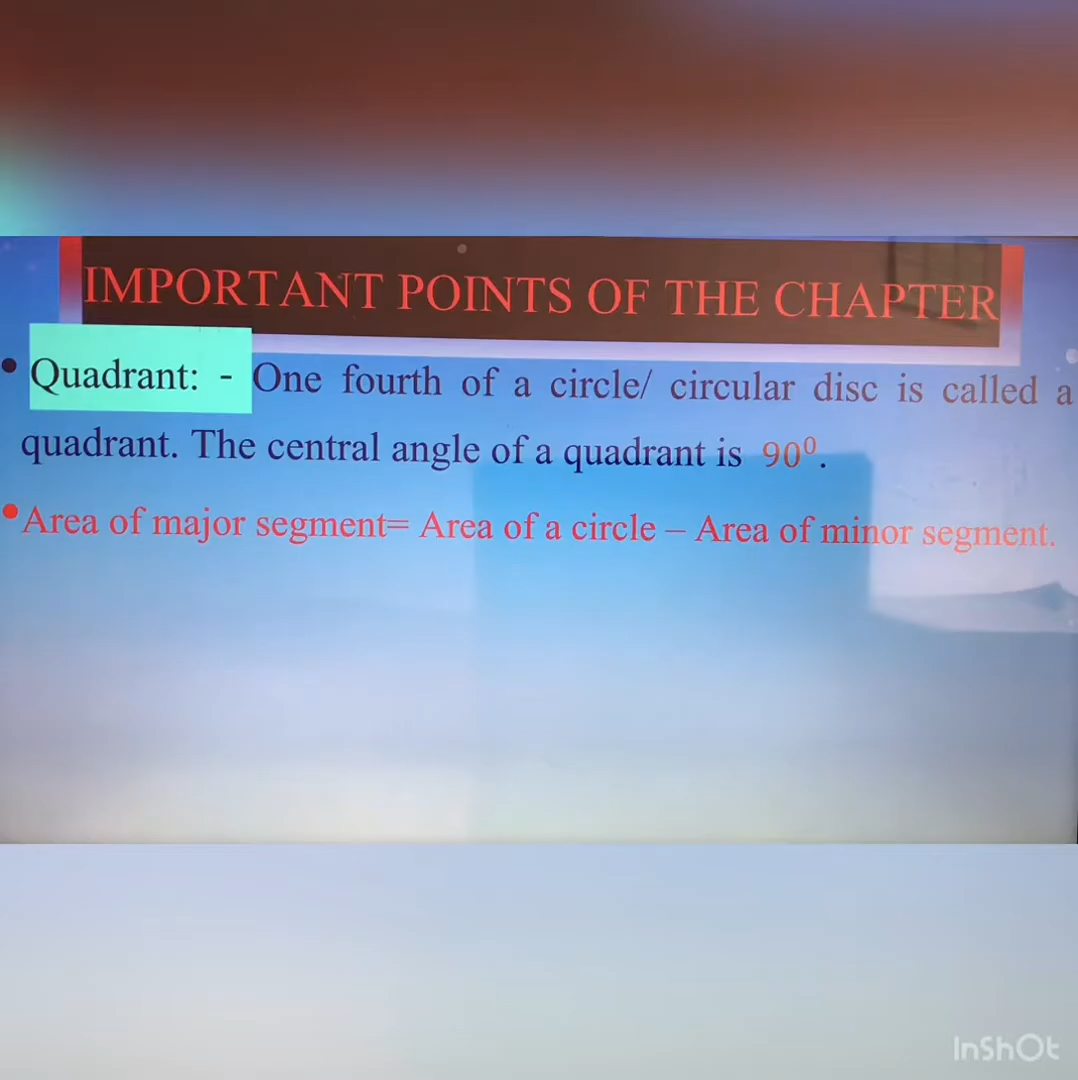 IMPORTANT POINTS OF THE CHAPTER
• Quadrant: - One fourth of a circle/ circular disc is called a
quadrant. The central angle of a quadrant is 90⁰.
• Area of major segment= Area of a circle – Area of minor segment.
InShOt